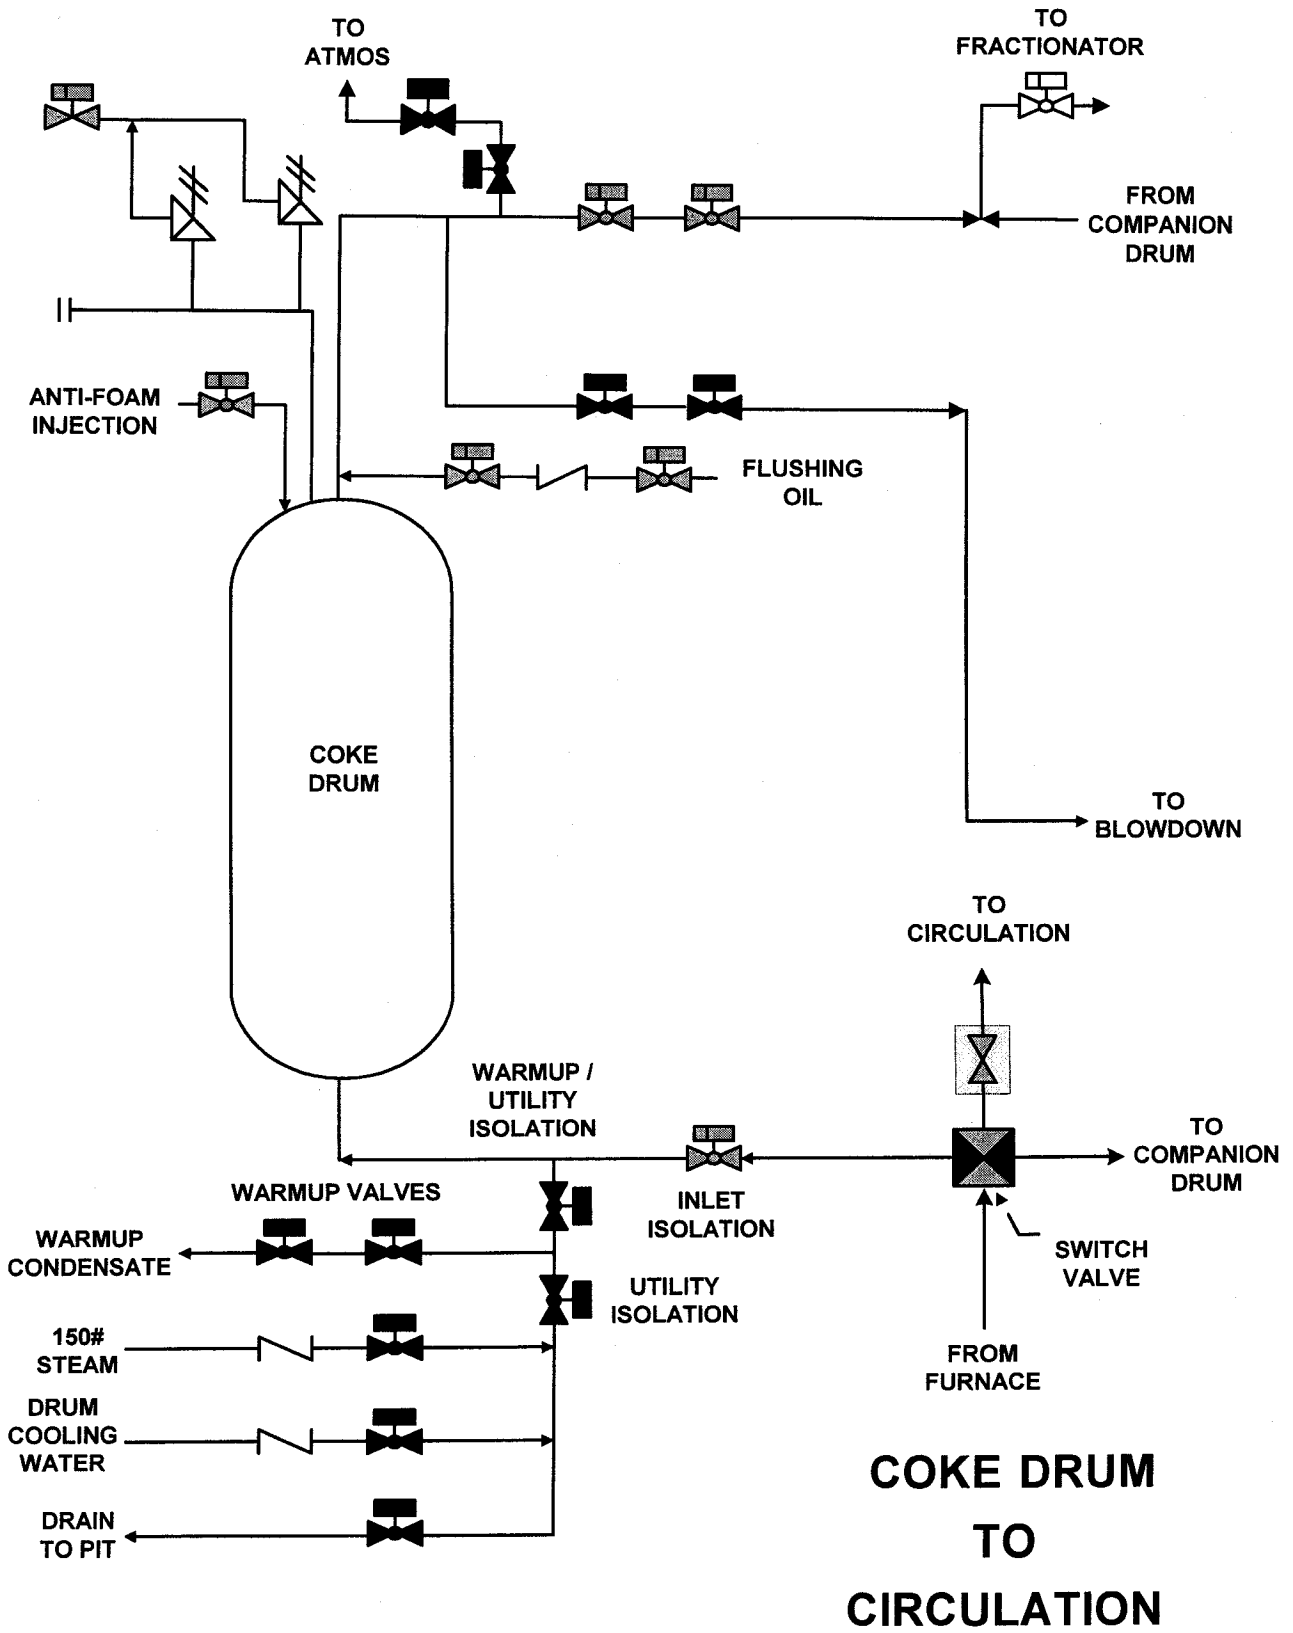 TO
ATMOS
TO
FRACTIONATOR
FROM
COMPANION
DRUM
ANTI-FOAM
INJECTION
FLUSHING
OIL
COKE
DRUM
TO
BLOWDOWN
TO
CIRCULATION
WARMUP /
UTILITY
ISOLATION
TO
COMPANION
DRUM
WARMUP VALVES
INLET
ISOLATION
WARMUP
CONDENSATE
SWITCH
VALVE
UTILITY
ISOLATION
150#
STEAM
FROM
FURNACE
DRUM
COOLING
WATER
DRAIN
TO PIT
COKE DRUM
TO
CIRCULATION